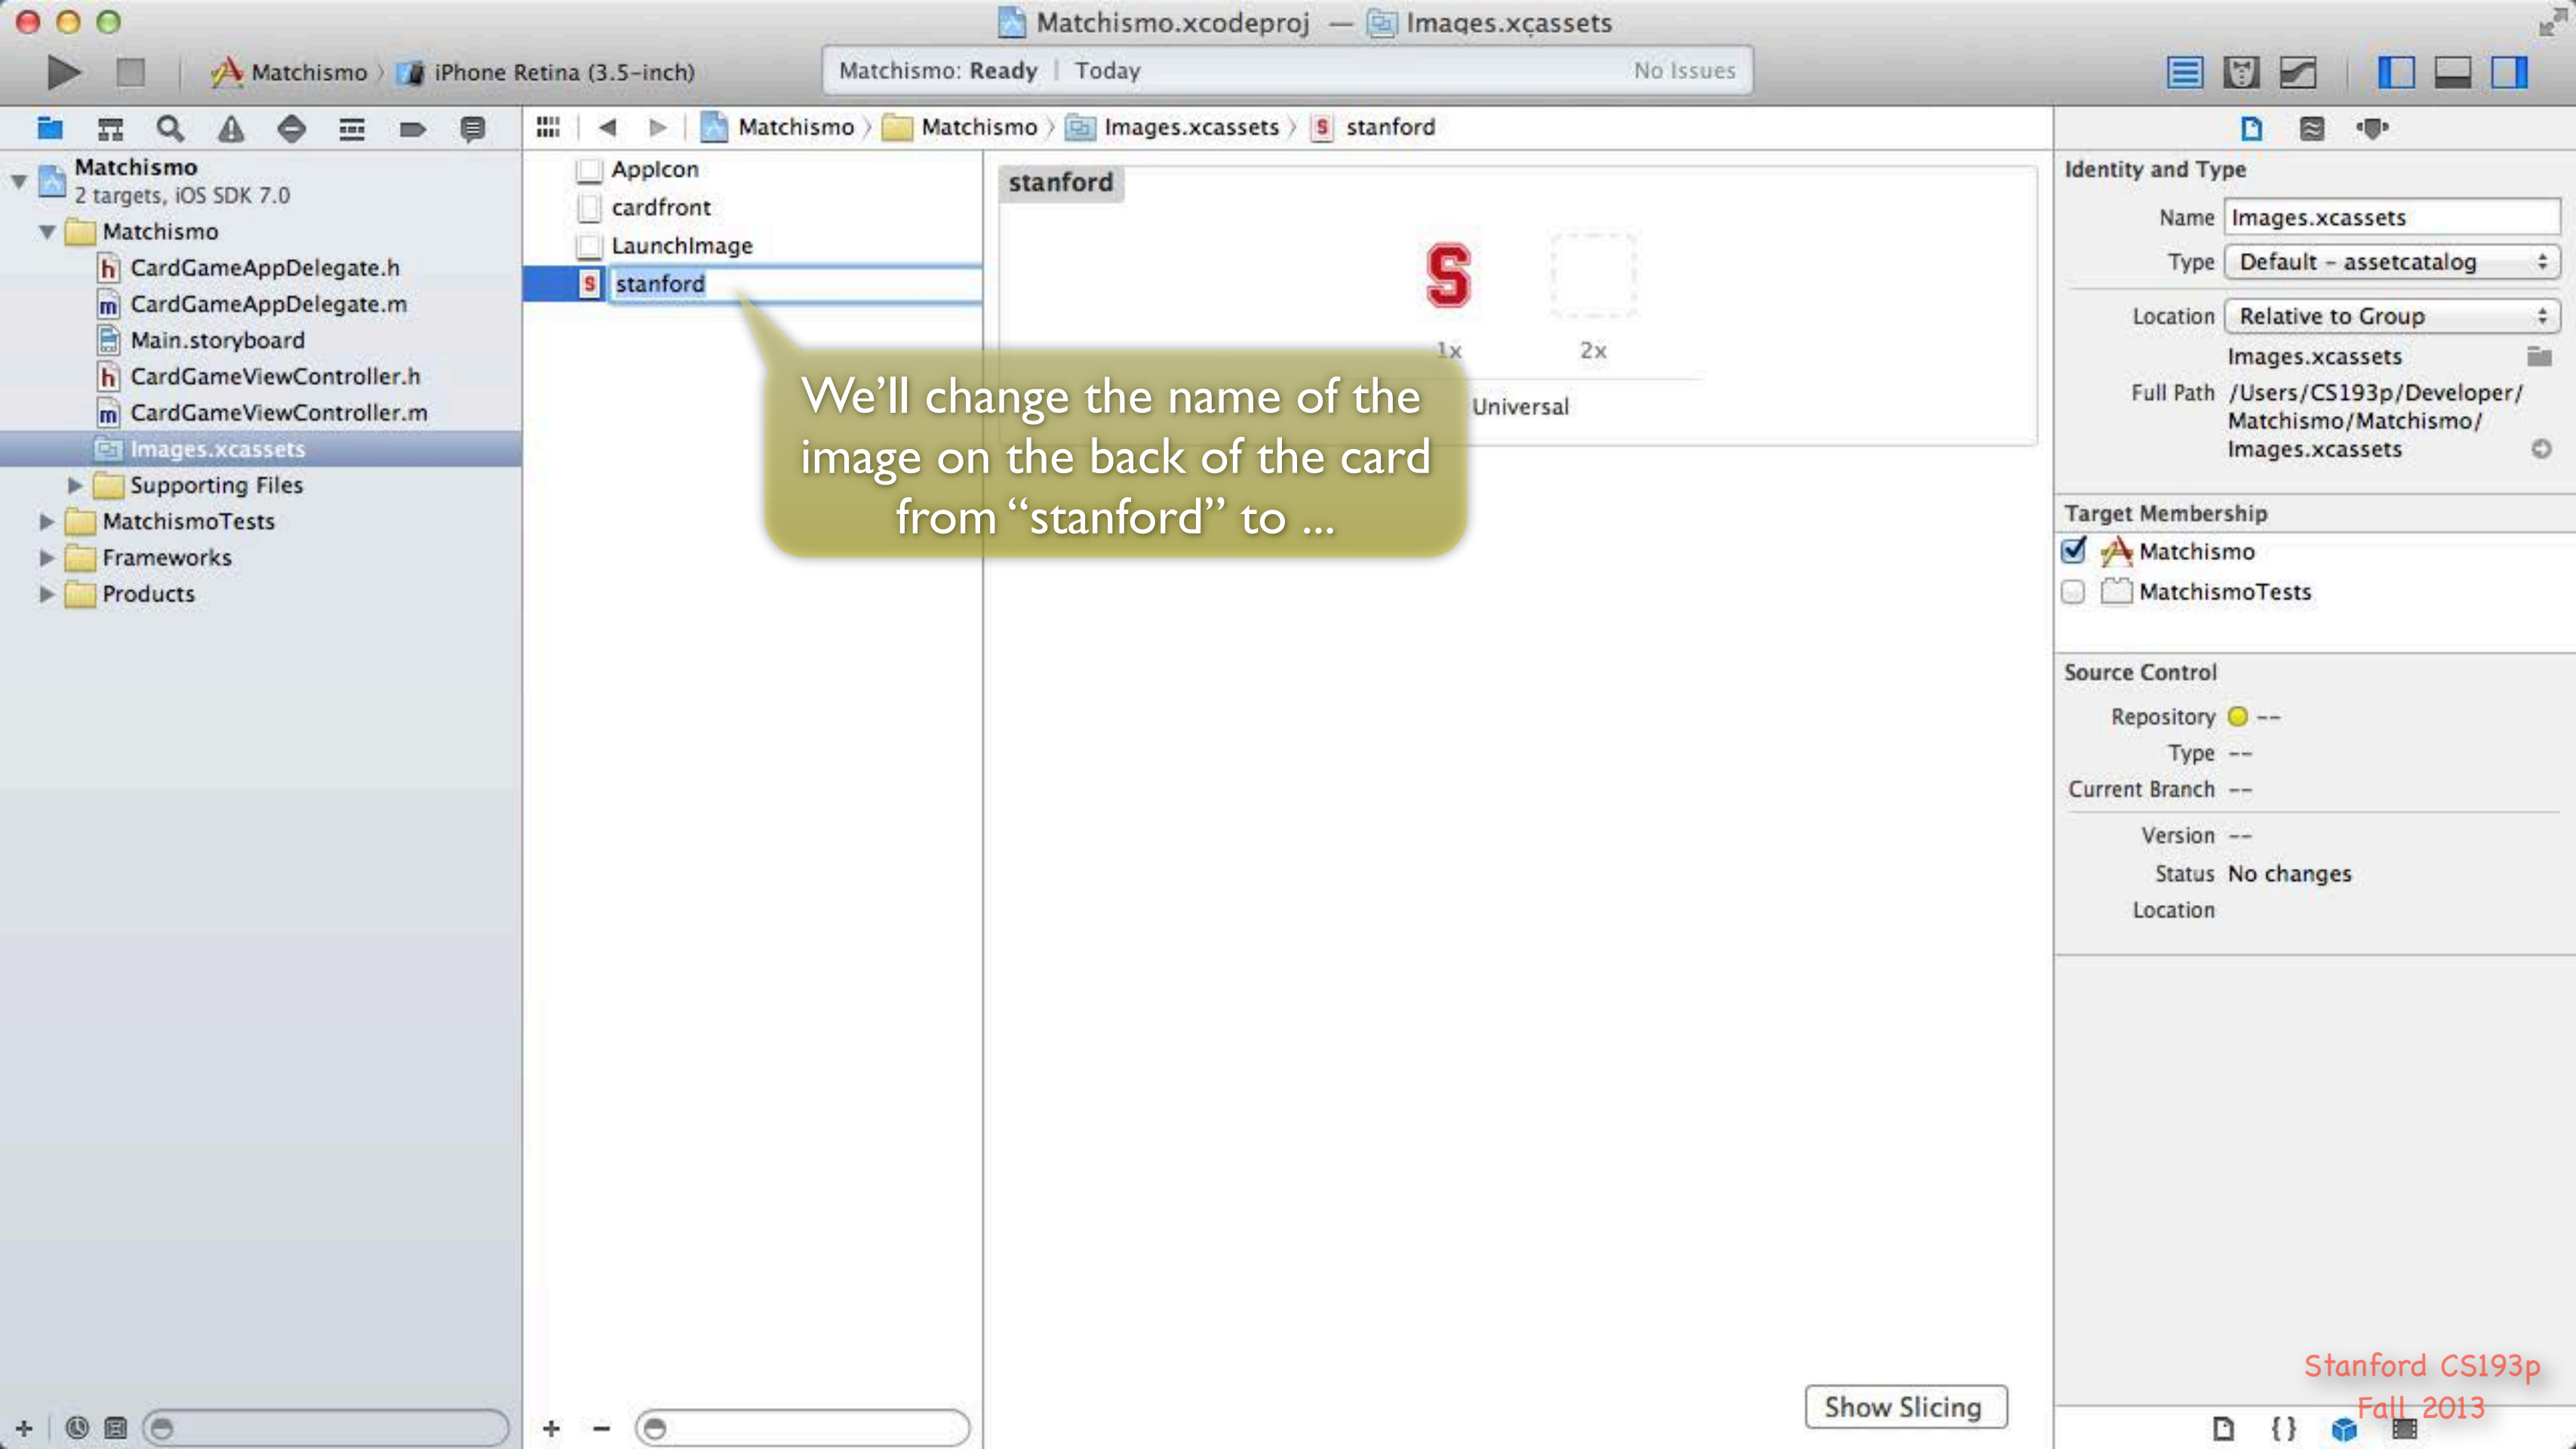 Matchismo.xcodeproj — Images.xcassets
Matchismo iPhone Retina (3.5-inch)
Matchismo: Ready | Today No Issues
Matchismo Matchismo Images.xcassets S stanford
Matchismo
2 targets, iOS SDK 7.0
Matchismo
h CardGameAppDelegate.h
m CardGameAppDelegate.m
Main.storyboard
h CardGameViewController.h
m CardGameViewController.m
Images.xcassets
Supporting Files
MatchismoTests
Frameworks
Products
AppIcon
cardfront
LaunchImage
S stanford
stanford
S
1x 2x
Universal
We'll change the name of the
image on the back of the card
from “stanford” to ...
Show Slicing
Identity and Type
Name Images.xcassets
Type Default - assetcatalog
Location Relative to Group
Images.xcassets
Full Path /Users/CS193p/Developer/
Matchismo/Matchismo/
Images.xcassets
Target Membership
Matchismo
MatchismoTests
Source Control
Repository --
Type --
Current Branch --
Version --
Status No changes
Location
Stanford CS193p
Fall 2013
{}